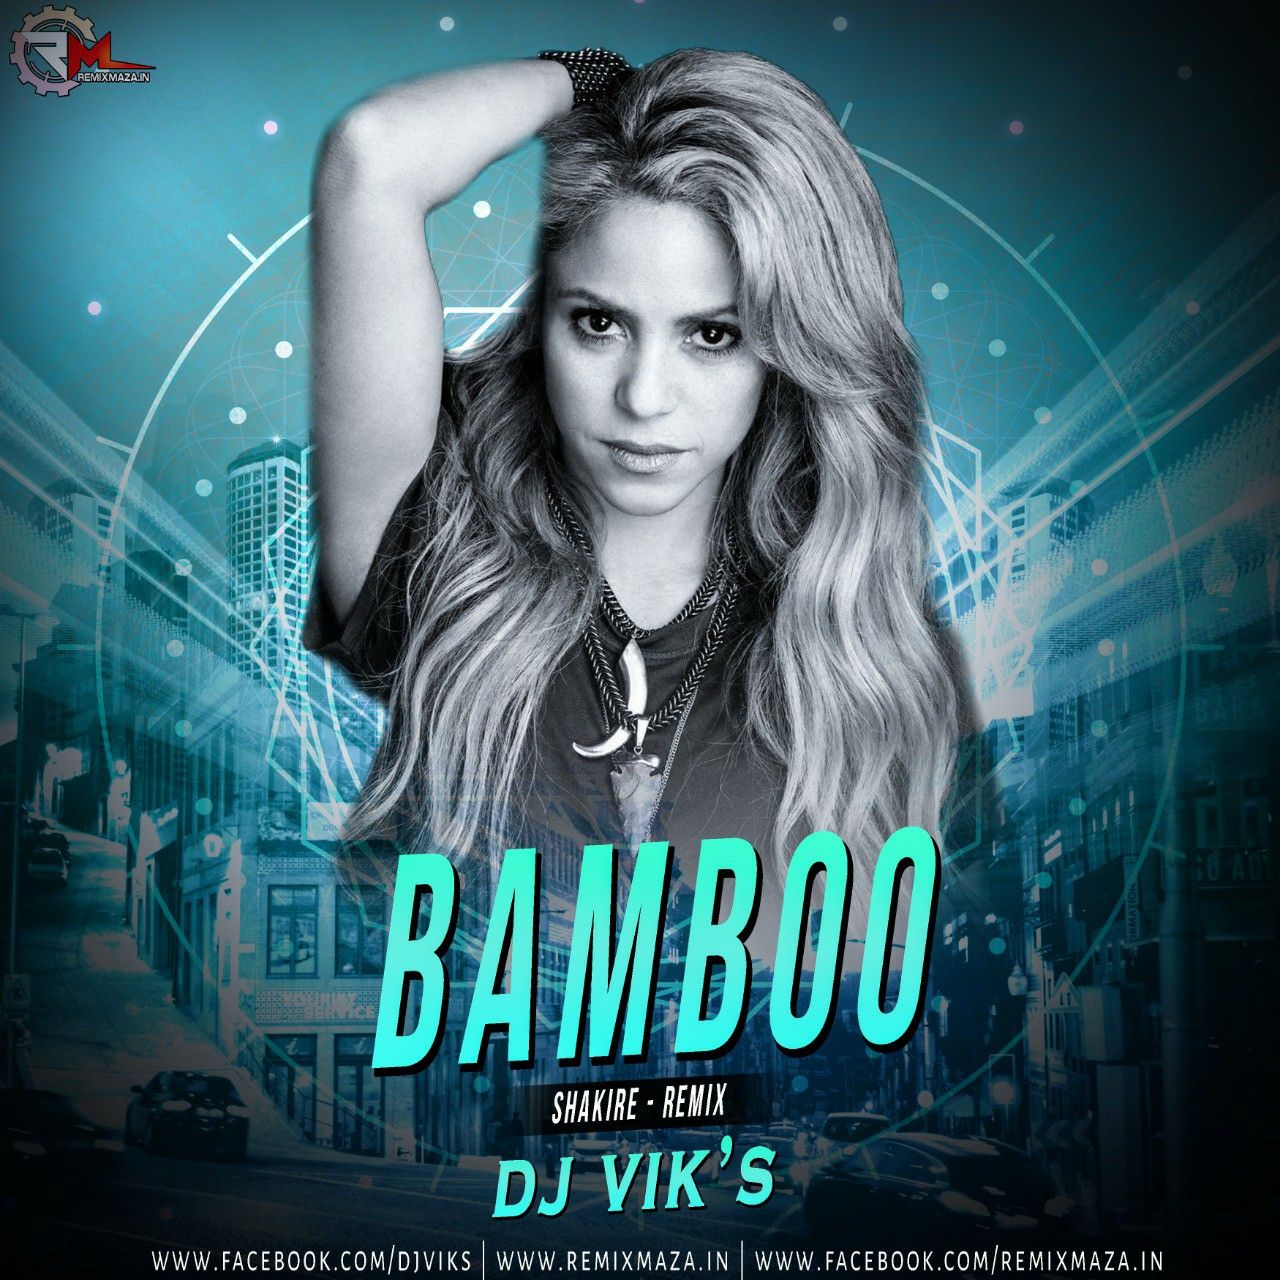 RM
REMIXMAZA.IN
BAMBOO
SHAKIRE - REMIX
DJ VIK'S
WWW.FACEBOOK.COM/DJVIKS | WWW.REMIXMAZA.IN | WWW.FACEBOOK.COM/REMIXMAZA.IN